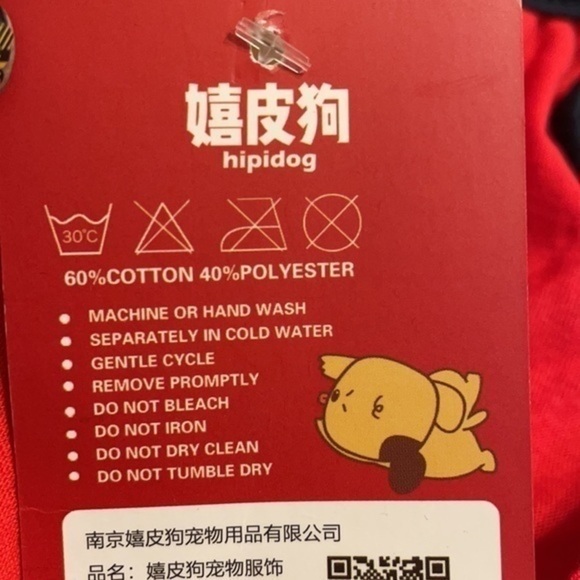 嬉皮狗
hipidog
30°C
60%COTTON 40%POLYESTER
MACHINE OR HAND WASH
SEPARATELY IN COLD WATER
GENTLE CYCLE
REMOVE PROMPTLY
DO NOT BLEACH
DO NOT IRON
DO NOT DRY CLEAN
DO NOT TUMBLE DRY
南京嬉皮狗宠物用品有限公司
品名：嬉皮狗宠物服饰